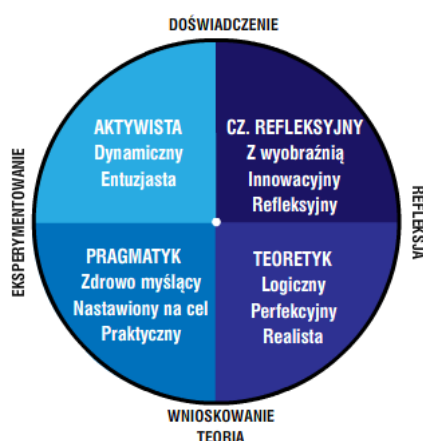 DOŚWIADCZENIE
AKTYWISTA
Dynamiczny
Entuzjasta
CZ. REFLEKSYJNY
Z wyobraźnią
Innowacyjny
Refleksyjny
EKSPERYMENTOWANIE
REFLEKSJA
PRAGMATYK
Zdrowo myślący
Nastawiony na cel
Praktyczny
TEORETYK
Logiczny
Perfekcyjny
Realista
WNIOSKOWANIE
TEORIA